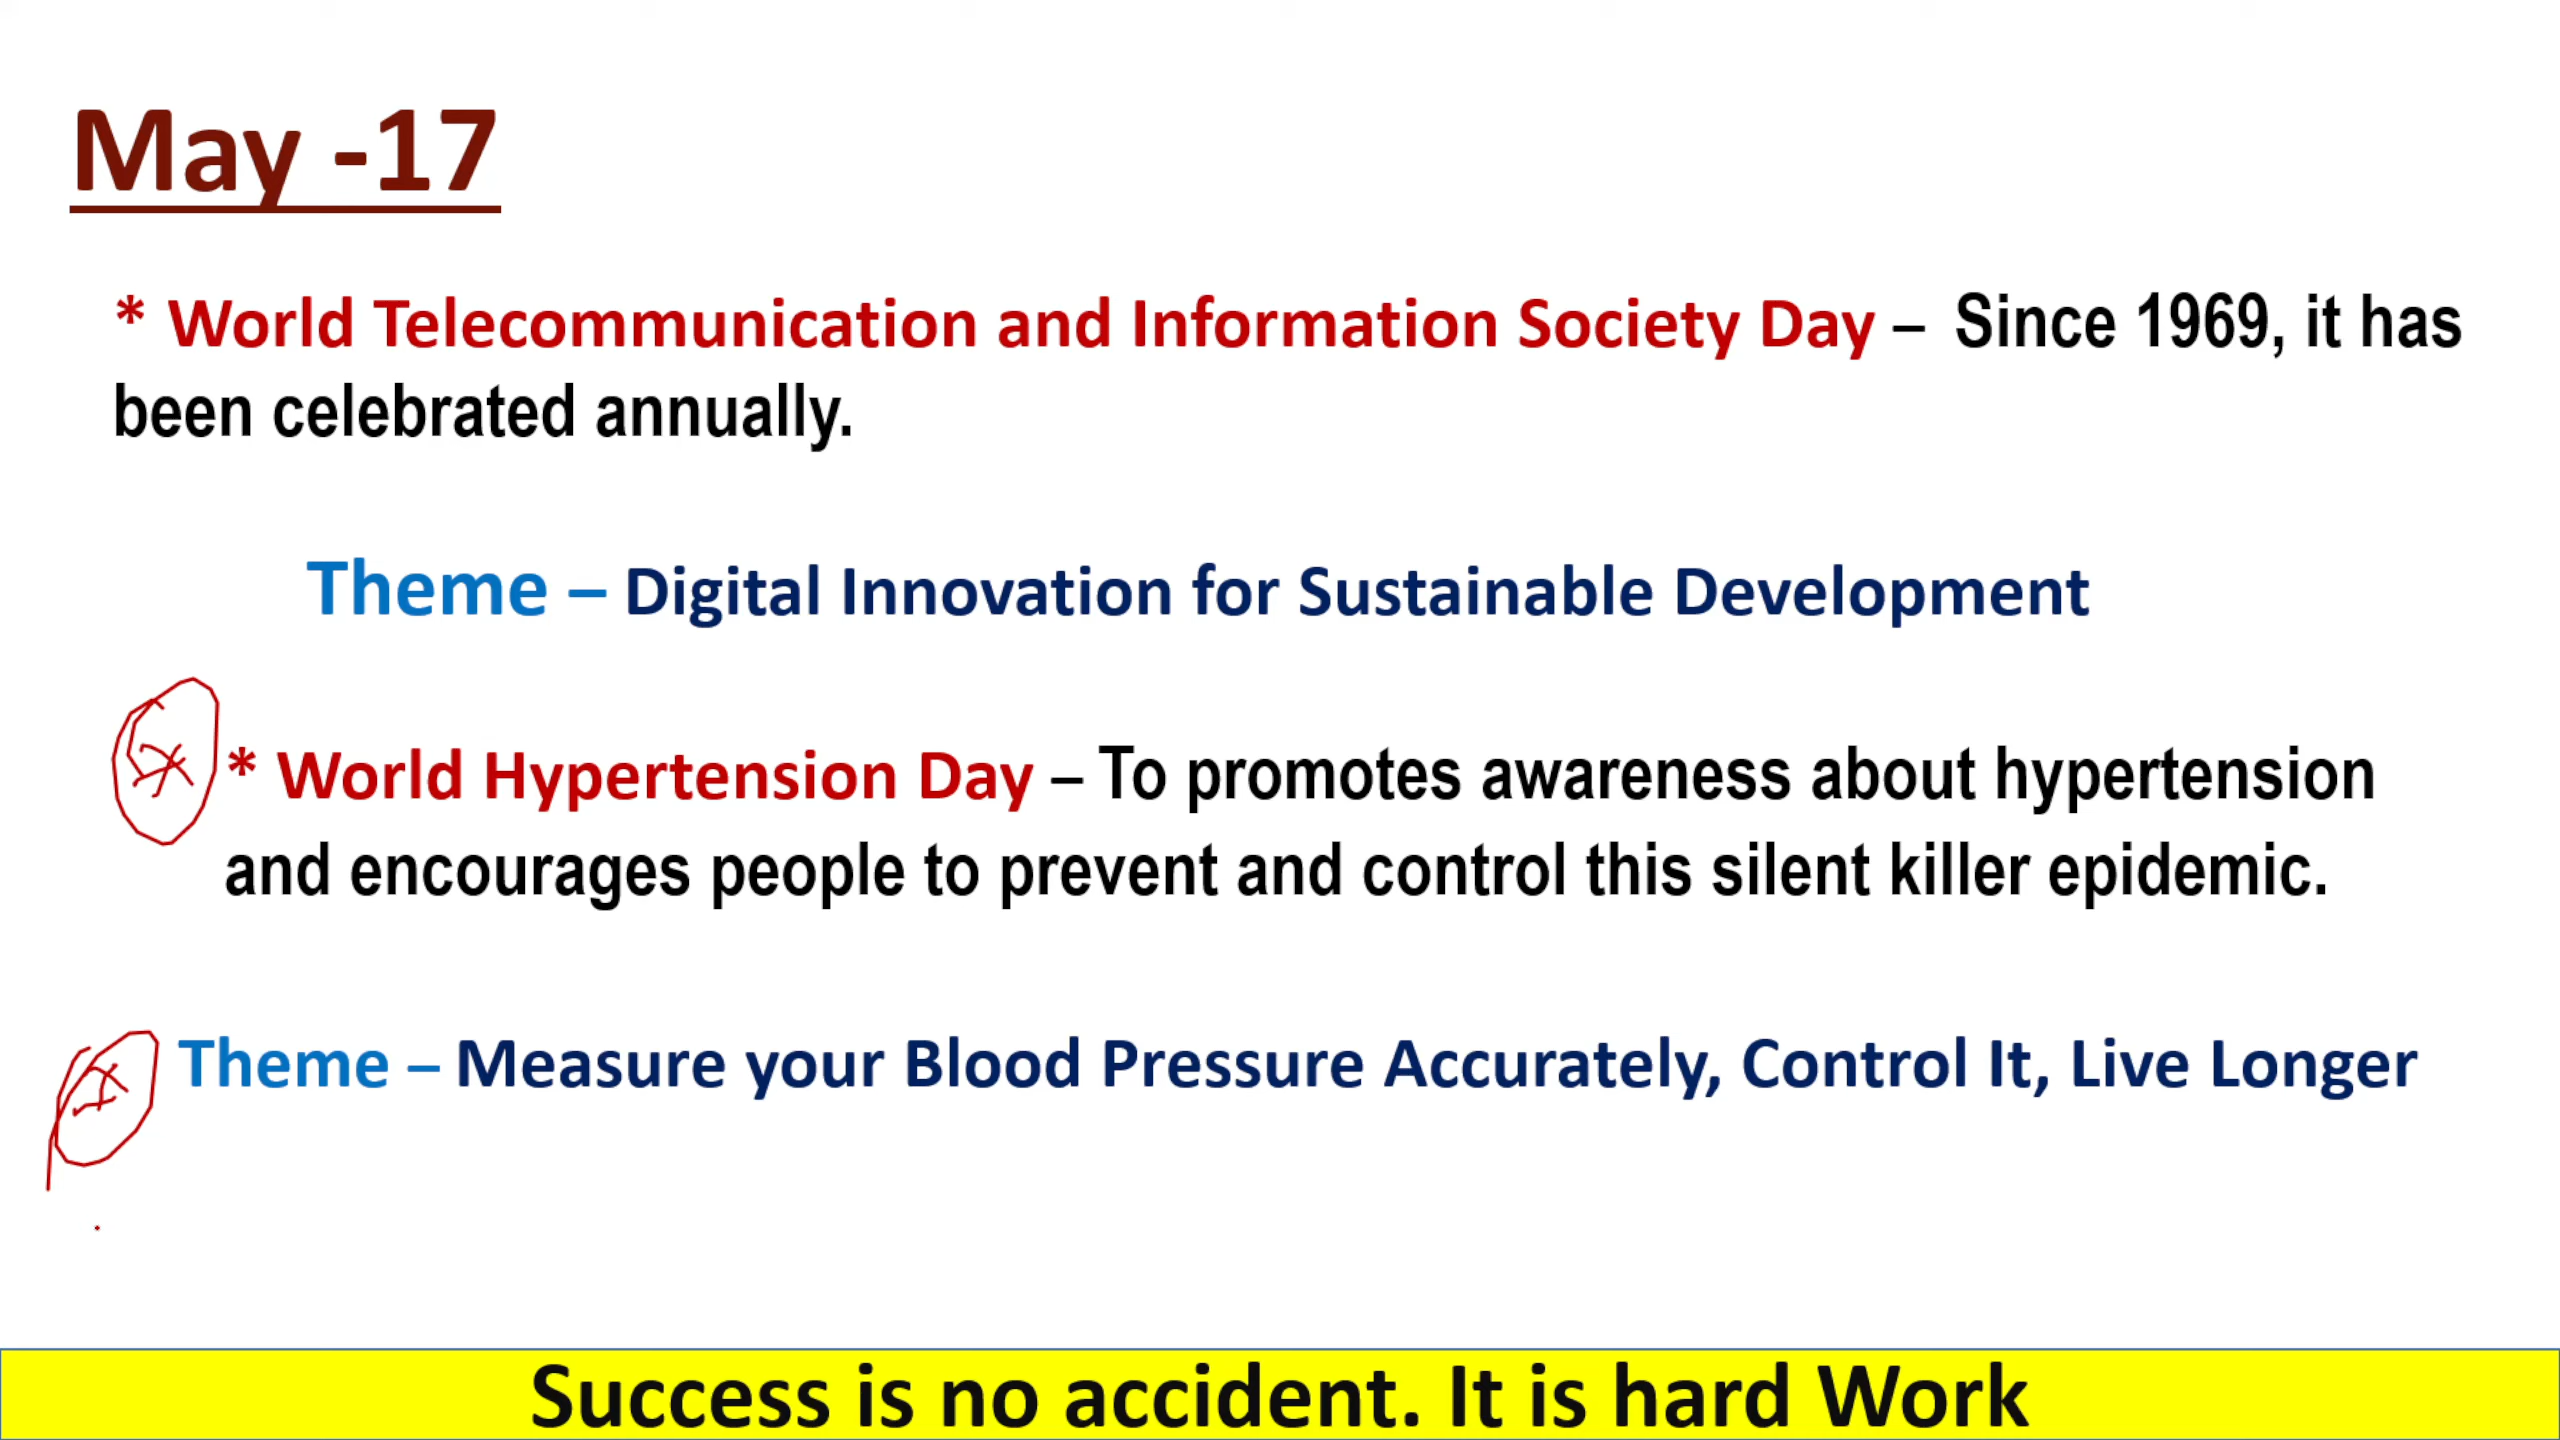 May -17
* World Telecommunication and Information Society Day – Since 1969, it has
been celebrated annually.
Theme – Digital Innovation for Sustainable Development
* World Hypertension Day – To promotes awareness about hypertension
and encourages people to prevent and control this silent killer epidemic.
Theme – Measure your Blood Pressure Accurately, Control It, Live Longer
Success is no accident. It is hard Work